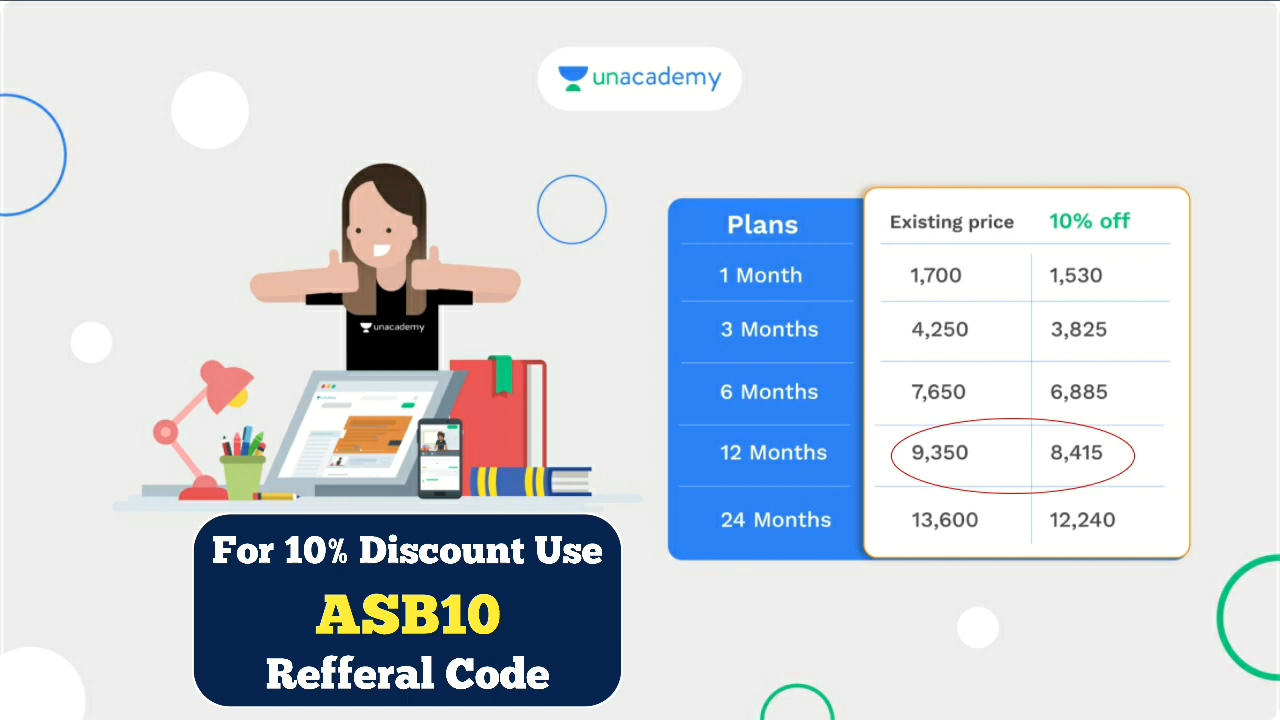 unacademy
Plans Existing price 10% off
1 Month 1,700 1,530
3 Months 4,250 3,825
6 Months 7,650 6,885
12 Months 9,350 8,415
24 Months 13,600 12,240
unacademy
For 10% Discount Use
ASB10
Refferal Code